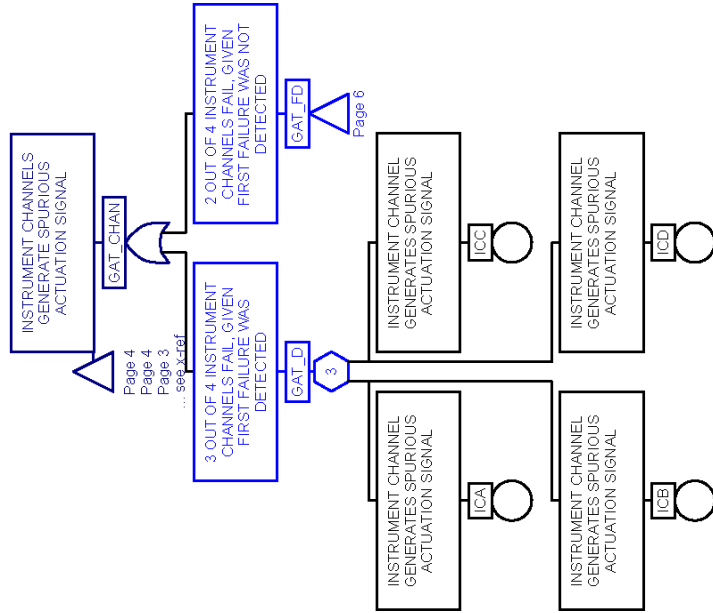 INSTRUMENT CHANNELS
GENERATE SPURIOUS
ACTUATION SIGNAL
GAT_CHAN
Page 4
Page 4
Page 3
... see x-ref
3 OUT OF 4 INSTRUMENT
CHANNELS FAIL, GIVEN
FIRST FAILURE WAS
DETECTED
GAT_D
3
2 OUT OF 4 INSTRUMENT
CHANNELS FAIL, GIVEN
FIRST FAILURE WAS NOT
DETECTED
GAT_FD
Page 6
INSTRUMENT CHANNEL
GENERATES SPURIOUS
ACTUATION SIGNAL
ICA
INSTRUMENT CHANNEL
GENERATES SPURIOUS
ACTUATION SIGNAL
ICC
INSTRUMENT CHANNEL
GENERATES SPURIOUS
ACTUATION SIGNAL
ICB
INSTRUMENT CHANNEL
GENERATES SPURIOUS
ACTUATION SIGNAL
ICD